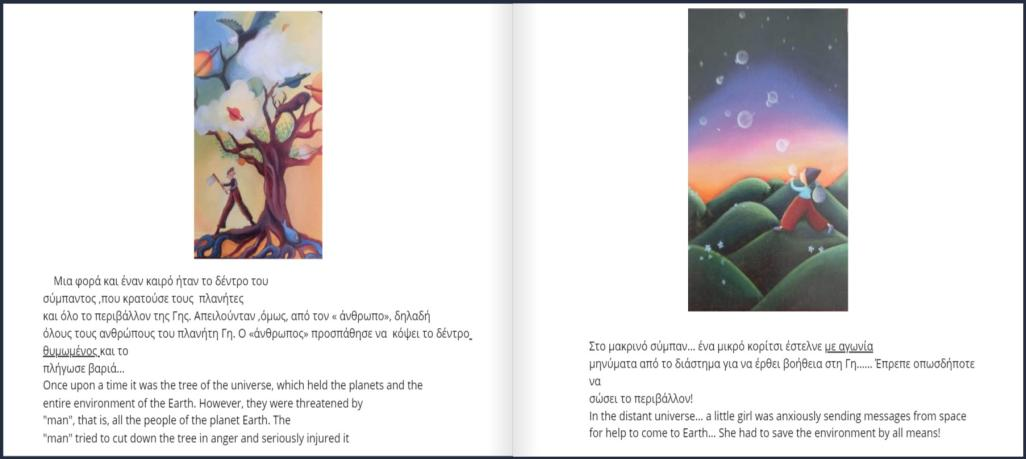 Μια φορά και έναν καιρό ήταν το δέντρο του
σύμπαντος ,που κρατούσε τους πλανήτες
και όλο το περιβάλλον της Γης. Απειλούνταν ,όμως, από τον « άνθρωπο», δηλαδή
όλους τους ανθρώπους του πλανήτη Γη. Ο «άνθρωπος» προσπάθησε να κόψει το δέντρο
θυμωμένος και το
πλήγωσε βαριά...
Once upon a time it was the tree of the universe, which held the planets and the
entire environment of the Earth. However, they were threatened by
"man", that is, all the people of the planet Earth. The
"man" tried to cut down the tree in anger and seriously injured it
Στο μακρινό σύμπαν... ένα μικρό κορίτσι έστελνε με αγωνία
μηνύματα από το διάστημα για να έρθει βοήθεια στη Γη...... Έπρεπε οπωσδήποτε
να
σώσει το περιβάλλον!
In the distant universe... a little girl was anxiously sending messages from space
for help to come to Earth... She had to save the environment by all means!